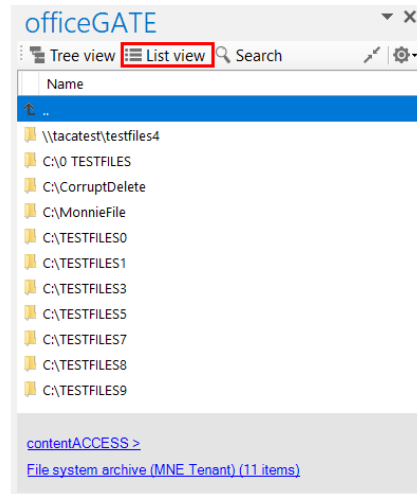 officeGATE
Tree view List view Search
Name
..
\\tacatest\testfiles4
C:\0 TESTFILES
C:\CorruptDelete
C:\MonnieFile
C:\TESTFILES0
C:\TESTFILES1
C:\TESTFILES3
C:\TESTFILES5
C:\TESTFILES7
C:\TESTFILES8
C:\TESTFILES9
contentACCESS >
File system archive (MNE Tenant) (11 items)